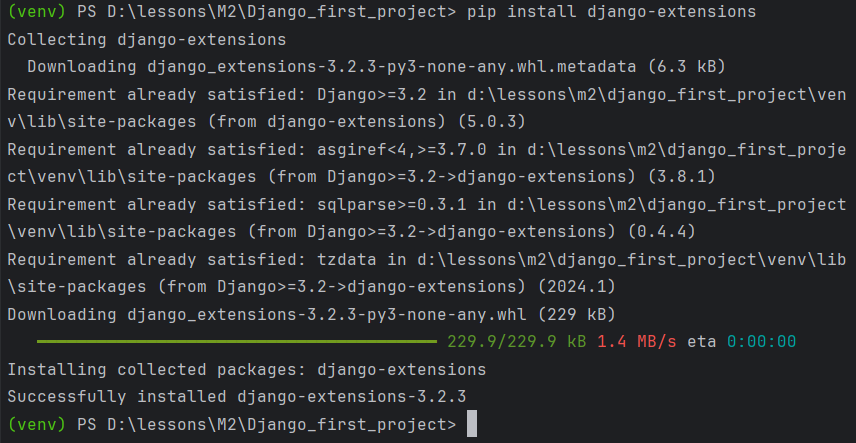 (venv) PS D:\lessons\M2\Django_first_project> pip install django-extensions
Collecting django-extensions
  Downloading django_extensions-3.2.3-py3-none-any.whl.metadata (6.3 kB)
Requirement already satisfied: Django>=3.2 in d:\lessons\m2\django_first_project\ven
v\lib\site-packages (from django-extensions) (5.0.3)
Requirement already satisfied: asgiref<4,>=3.7.0 in d:\lessons\m2\django_first_proje
ct\venv\lib\site-packages (from Django>=3.2->django-extensions) (3.8.1)
Requirement already satisfied: sqlparse>=0.3.1 in d:\lessons\m2\django_first_project
\venv\lib\site-packages (from Django>=3.2->django-extensions) (0.4.4)
Requirement already satisfied: tzdata in d:\lessons\m2\django_first_project\venv\lib
\site-packages (from Django>=3.2->django-extensions) (2024.1)
Downloading django_extensions-3.2.3-py3-none-any.whl (229 kB)
229.9/229.9 kB 1.4 MB/s eta 0:00:00
Installing collected packages: django-extensions
Successfully installed django-extensions-3.2.3
(venv) PS D:\lessons\M2\Django_first_project>